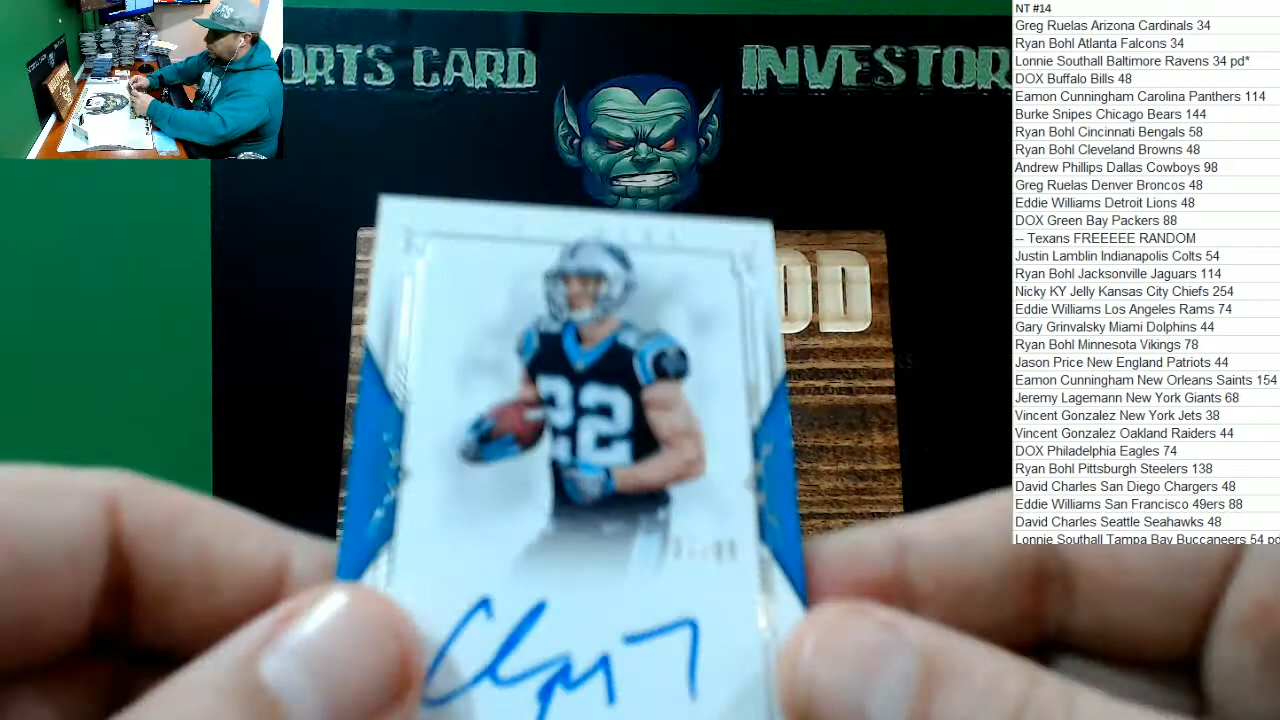 ORTS CARD
INVESTOR
OD
22
NT #14
Greg Ruelas Arizona Cardinals 34
Ryan Bohl Atlanta Falcons 34
Lonnie Southall Baltimore Ravens 34 pd*
DOX Buffalo Bills 48
Eamon Cunningham Carolina Panthers 114
Burke Snipes Chicago Bears 144
Ryan Bohl Cincinnati Bengals 58
Ryan Bohl Cleveland Browns 48
Andrew Phillips Dallas Cowboys 98
Greg Ruelas Denver Broncos 48
Eddie Williams Detroit Lions 48
DOX Green Bay Packers 88
-- Texans FREEEEE RANDOM
Justin Lamblin Indianapolis Colts 54
Ryan Bohl Jacksonville Jaguars 114
Nicky KY Jelly Kansas City Chiefs 254
Eddie Williams Los Angeles Rams 74
Gary Grinvalsky Miami Dolphins 44
Ryan Bohl Minnesota Vikings 78
Jason Price New England Patriots 44
Eamon Cunningham New Orleans Saints 154
Jeremy Lagemann New York Giants 68
Vincent Gonzalez New York Jets 38
Vincent Gonzalez Oakland Raiders 44
DOX Philadelphia Eagles 74
Ryan Bohl Pittsburgh Steelers 138
David Charles San Diego Chargers 48
Eddie Williams San Francisco 49ers 88
David Charles Seattle Seahawks 48
Lonnie Southall Tampa Bay Buccaneers 54 pd